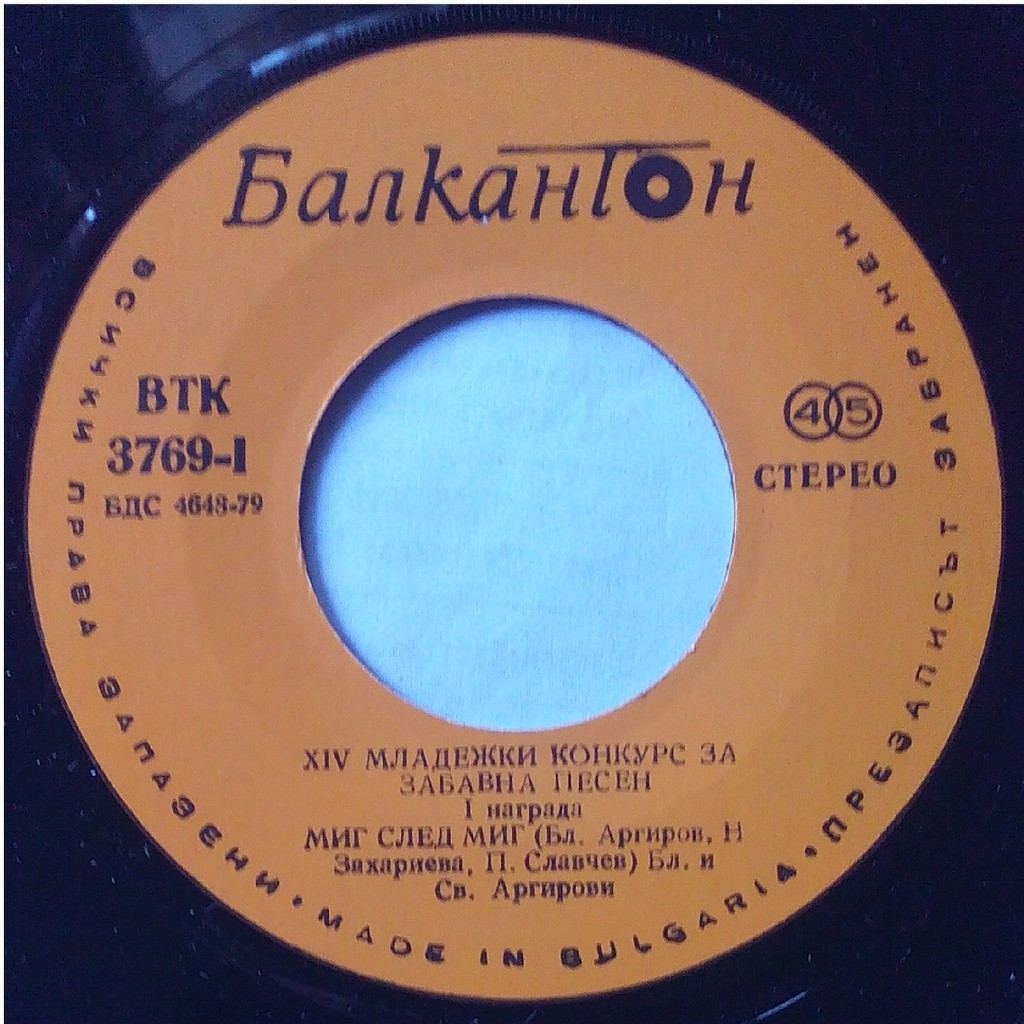 Балкантон
ВСИЧКИ ПРАВА ЗАПАЗЕНИ • MADE IN BULGARIA • ПРЕЗАПИСЪТ ЗАБРАНЕН
ВТК
3769-I
БДС 4648-79
45
СТЕРЕО
XIV МЛАДЕЖКИ КОНКУРС ЗА
ЗАБАВНА ПЕСЕН
I награда
МИГ СЛЕД МИГ (Бл. Аргиров, Н
Захариева, П. Славчев) Бл. и
Св. Аргирови